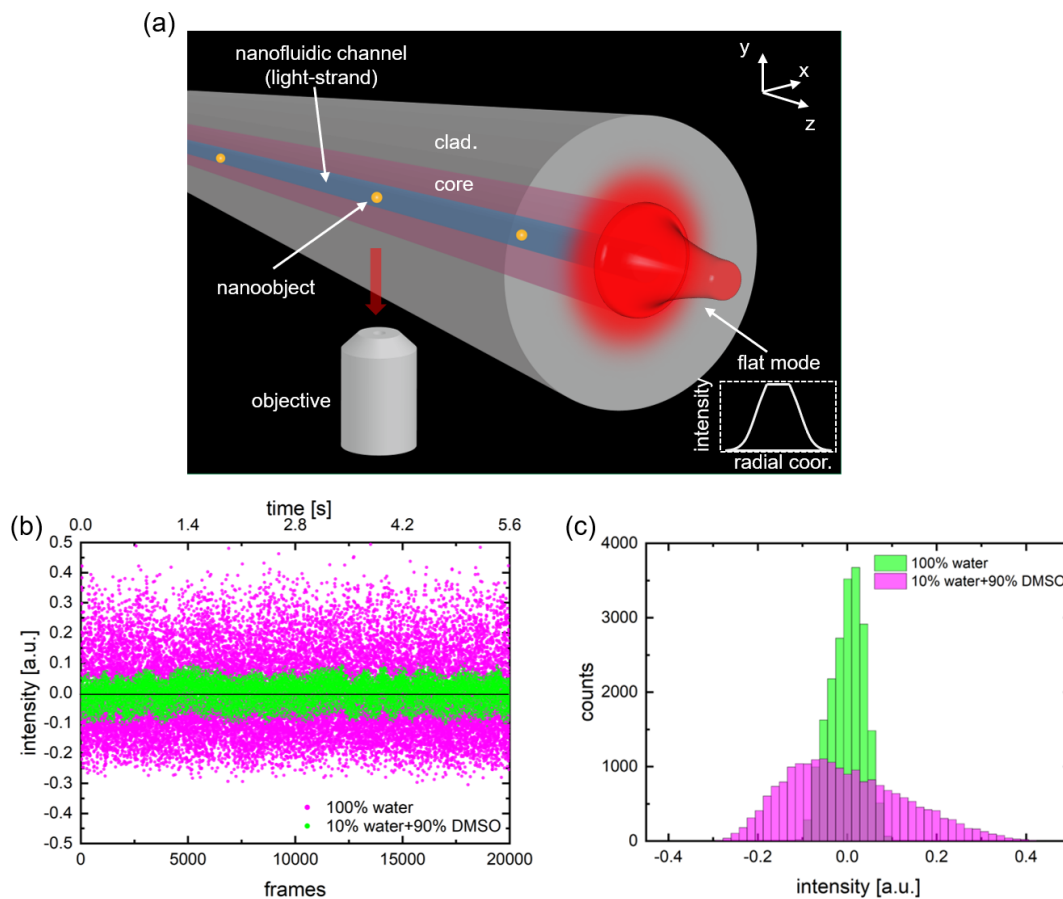 (a)
nanofluidic channel
(light-strand)
y
x
z
clad.
core
nanoobject
flat mode
objective
intensity
radial coor.
(b)
time [s]
0.0 1.4 2.8 4.2 5.6
0.5
0.4
0.3
0.2
0.1
0.0
-0.1
-0.2
-0.3
-0.4
-0.5
intensity [a.u.]
100% water
10% water+90% DMSO
0 5000 10000 15000 20000
frames
(c)
4000
3000
2000
1000
0
counts
100% water
10% water+90% DMSO
-0.4 -0.2 0.0 0.2 0.4
intensity [a.u.]